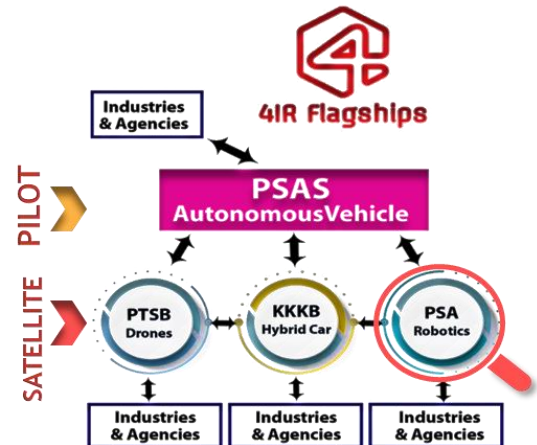 4IR Flagships
Industries
& Agencies
PILOT
PSAS
AutonomousVehicle
SATELLITE
PTSB
Drones
KKKB
Hybrid Car
PSA
Robotics
Industries
& Agencies
Industries
& Agencies
Industries
& Agencies